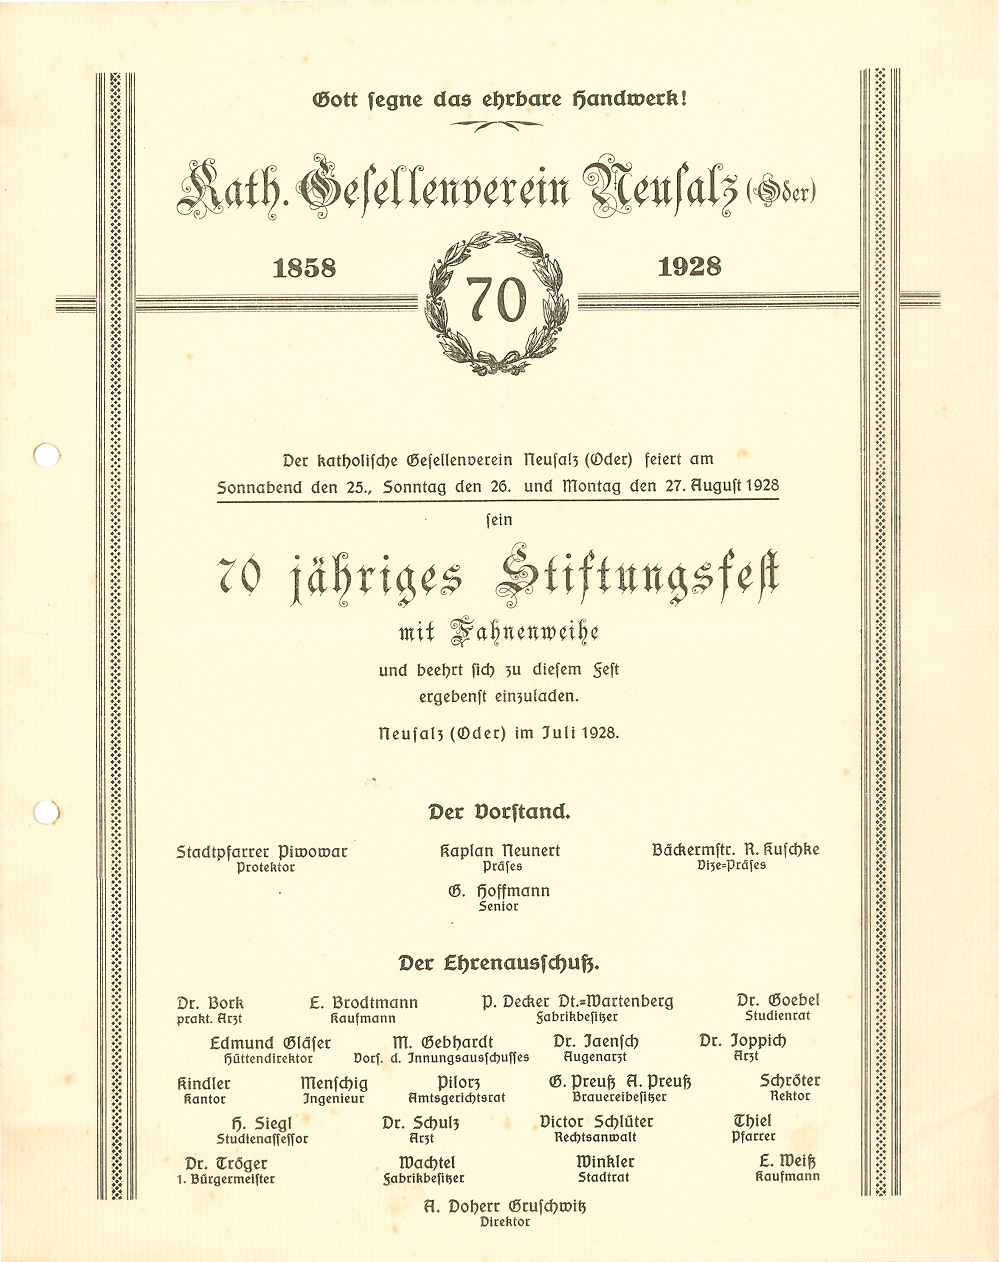 Gott segne das ehrbare Handwerk!
Kath. Gesellenverein Neusalz (Oder)
1858 1928
70
Der katholische Gesellenverein Neusalz (Oder) feiert am
Sonnabend den 25., Sonntag den 26. und Montag den 27. August 1928
sein
70 jähriges Stiftungsfest
mit Fahnenweihe
und beehrt sich zu diesem Fest
ergebenst einzuladen.
Neusalz (Oder) im Juli 1928.
Der Vorstand.
Stadtpfarrer Piwowar Kaplan Neunert Bäckermstr. R. Kuschke
Protektor Präses Vize=Präses
G. Hoffmann
Senior
Der Ehrenausschuß.
Dr. Bork E. Brodtmann P. Decker Dt.=Wartenberg Dr. Goebel
prakt. Arzt Kaufmann Fabrikbesitzer Studienrat
Edmund Gläser M. Gebhardt Dr. Jaensch Dr. Joppich
Hüttendirektor Vors. d. Innungsausschusses Augenarzt Arzt
Kindler Menschig Pilorz G. Preuß A. Preuß Schröter
Kantor Ingenieur Amtsgerichtsrat Brauereibesitzer Rektor
H. Siegl Dr. Schulz Victor Schlüter Thiel
Studienassessor Arzt Rechtsanwalt Pfarrer
Dr. Tröger Wachtel Winkler E. Weiß
1. Bürgermeister Fabrikbesitzer Stadtrat Kaufmann
A. Doherr Gruschwitz
Direktor